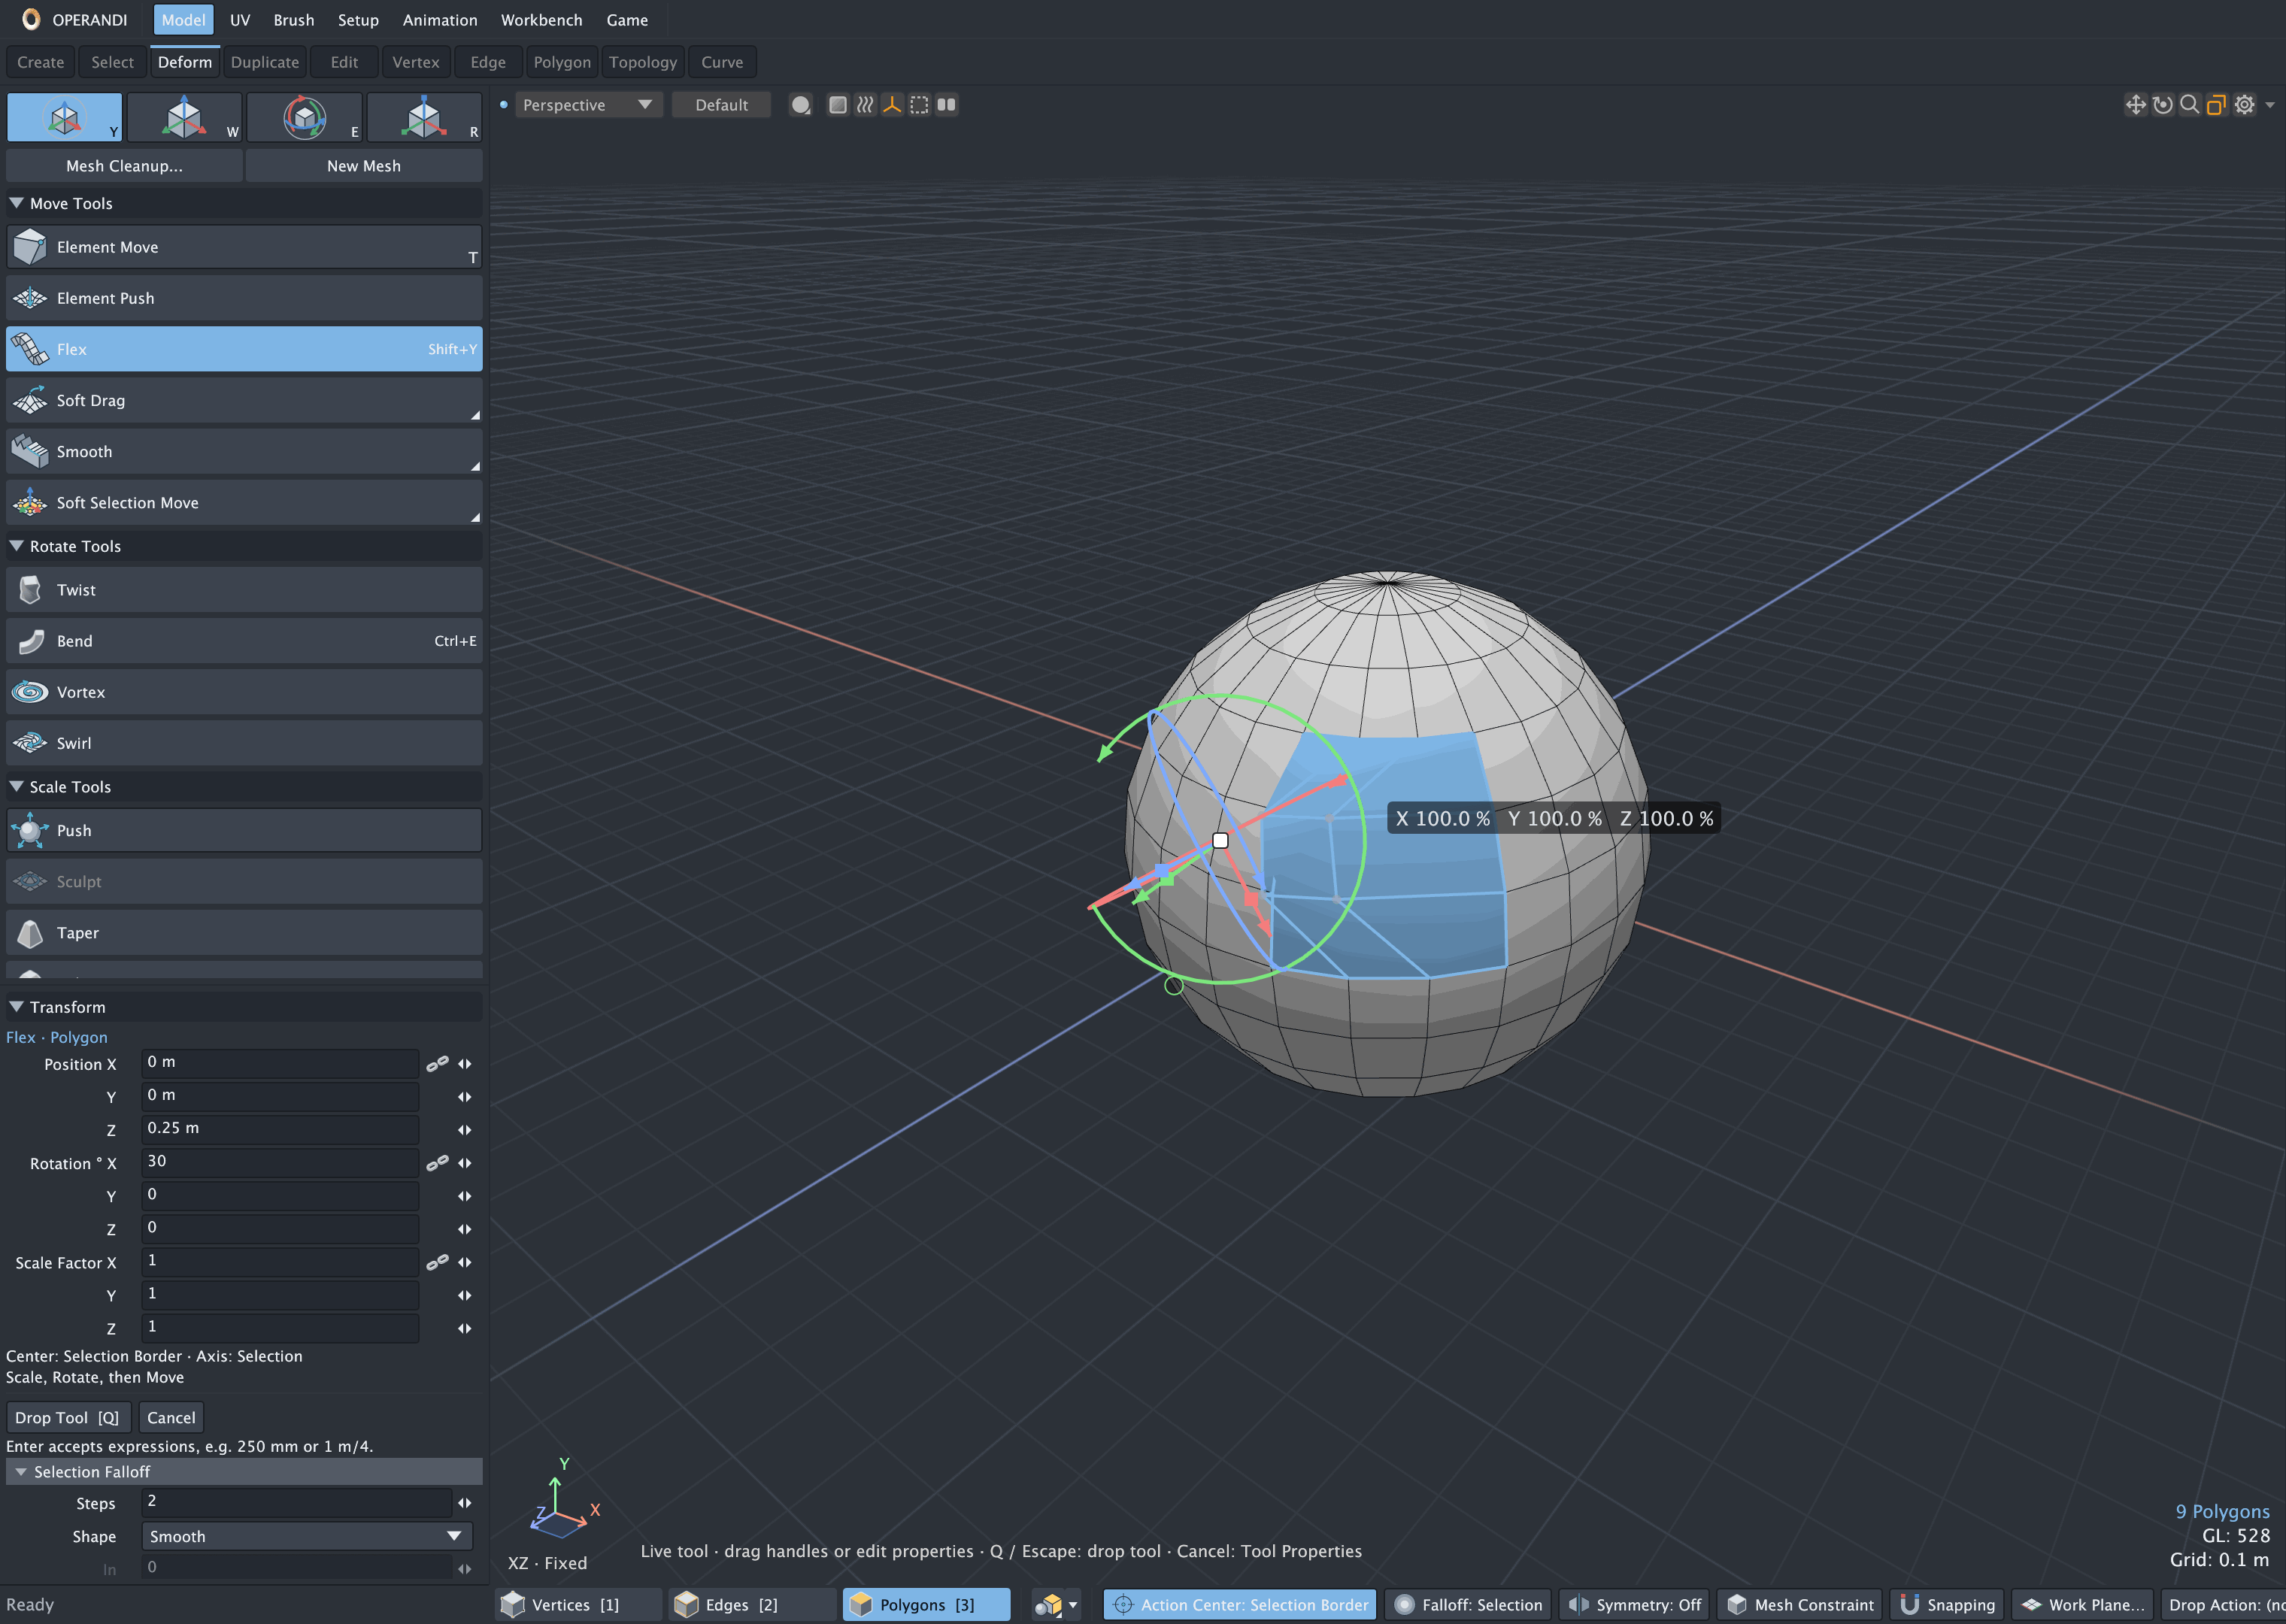 OPERANDI Model UV Brush Setup Animation Workbench Game
Create Select Deform Duplicate Edit Vertex Edge Polygon Topology Curve
Y W E R
Perspective Default
Mesh Cleanup... New Mesh
Move Tools
Element Move T
Element Push
Flex Shift+Y
Soft Drag
Smooth
Soft Selection Move
Rotate Tools
Twist
Bend Ctrl+E
Vortex
Swirl
Scale Tools
Push
Sculpt
Taper
X 100.0 % Y 100.0 % Z 100.0 %
Transform
Flex · Polygon
Position X 0 m
Y 0 m
Z 0.25 m
Rotation ° X 30
Y 0
Z 0
Scale Factor X 1
Y 1
Z 1
Center: Selection Border · Axis: Selection
Scale, Rotate, then Move
Drop Tool [Q] Cancel
Enter accepts expressions, e.g. 250 mm or 1 m/4.
Selection Falloff
Steps 2
Shape Smooth
In 0
Y
Z X
XZ · Fixed
Live tool · drag handles or edit properties · Q / Escape: drop tool · Cancel: Tool Properties
9 Polygons
GL: 528
Grid: 0.1 m
Ready Vertices [1] Edges [2] Polygons [3] Action Center: Selection Border Falloff: Selection Symmetry: Off Mesh Constraint Snapping Work Plane... Drop Action: (no